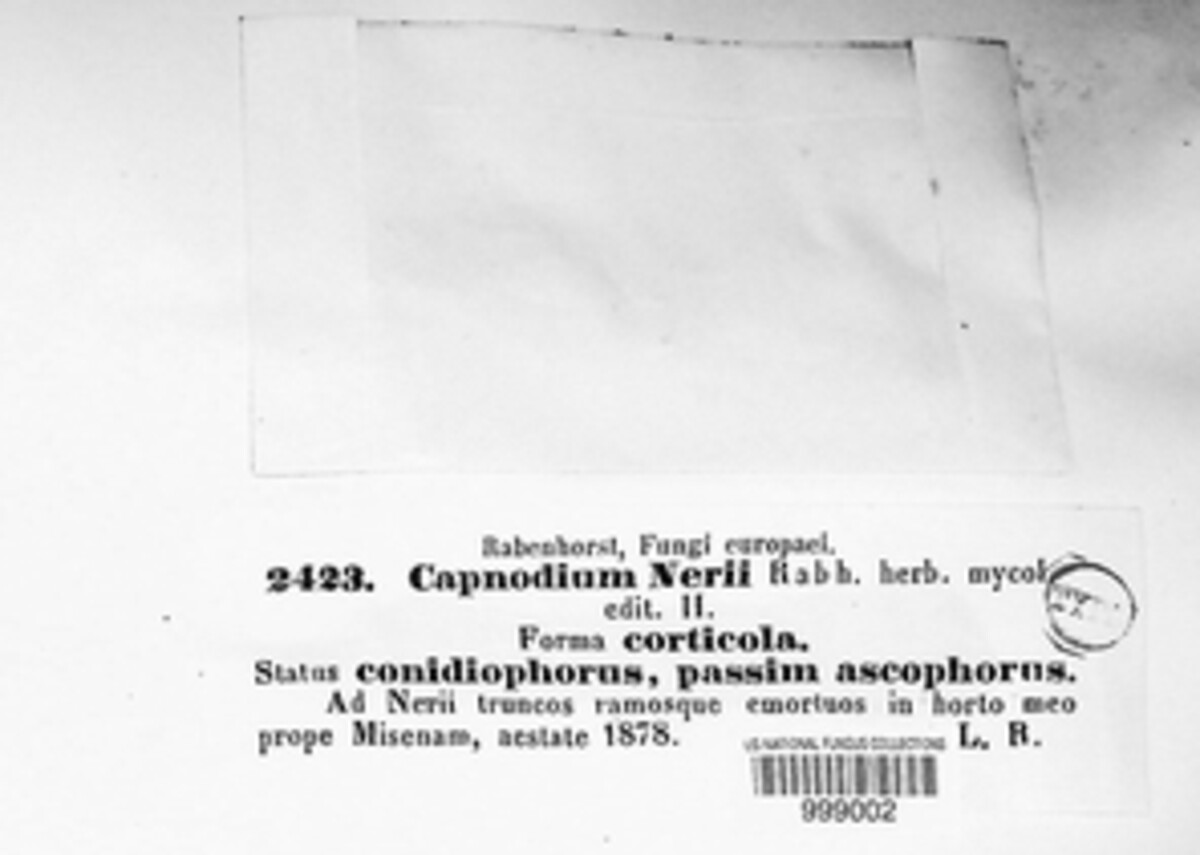 Rabenhorst, Fungi europaei.
2423. Capnodium Nerii Rabh. herb. mycol.
edit. II.
Forma corticola.
Status conidiophorus, passim ascophorus.
Ad Nerii truncos ramosque emortuos in horto meo
prope Misenam, aestate 1878. L. R.
US NATIONAL FUNGUS COLLECTIONS
999002